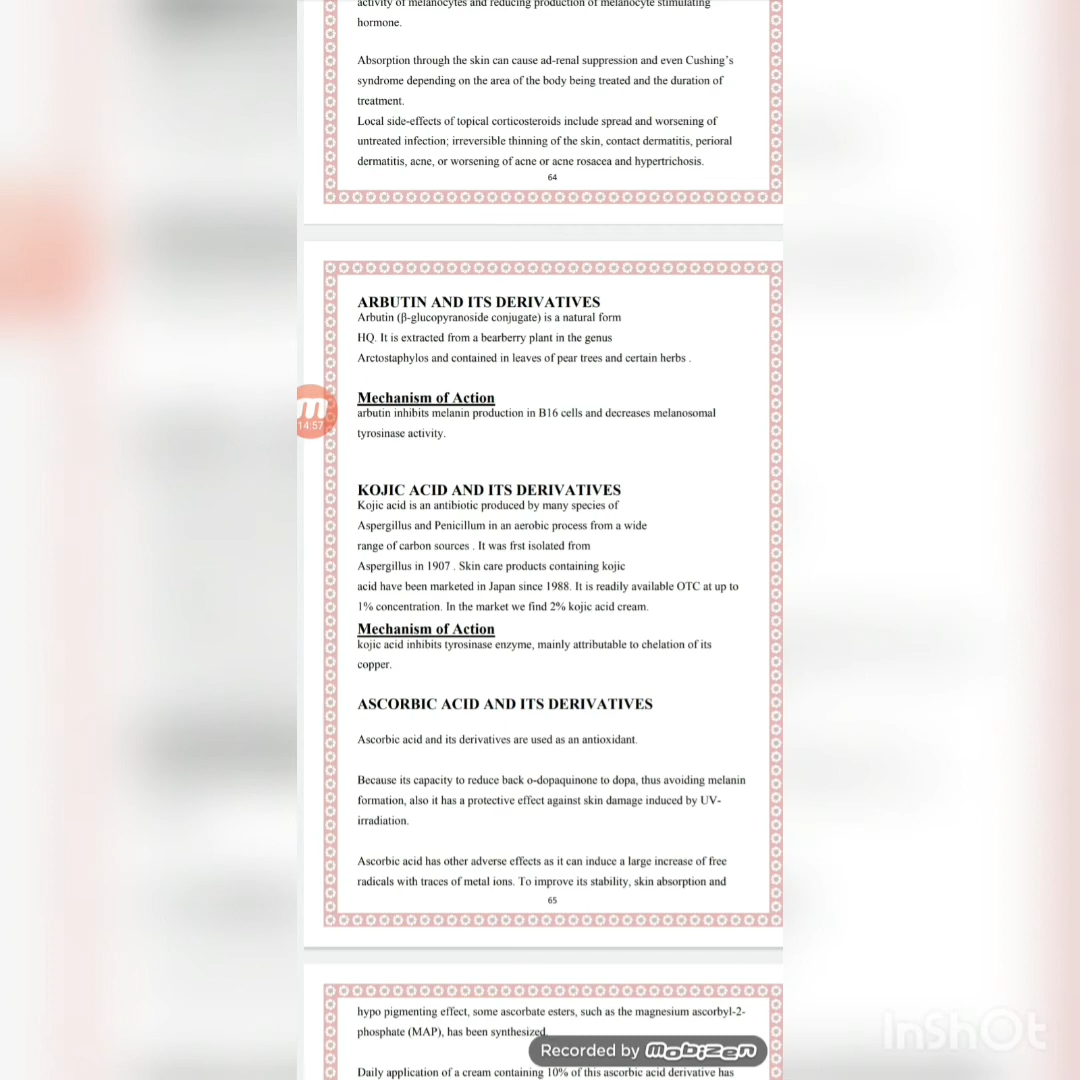 activity of melanocytes and reducing production of melanocyte stimulating
hormone.
Absorption through the skin can cause ad-renal suppression and even Cushing's
syndrome depending on the area of the body being treated and the duration of
treatment.
Local side-effects of topical corticosteroids include spread and worsening of
untreated infection; irreversible thinning of the skin, contact dermatitis, perioral
dermatitis, acne, or worsening of acne or acne rosacea and hypertrichosis.
64
ARBUTIN AND ITS DERIVATIVES
Arbutin (β-glucopyranoside conjugate) is a natural form
HQ. It is extracted from a bearberry plant in the genus
Arctostaphylos and contained in leaves of pear trees and certain herbs .
Mechanism of Action
arbutin inhibits melanin production in B16 cells and decreases melanosomal
tyrosinase activity.
14:57
KOJIC ACID AND ITS DERIVATIVES
Kojic acid is an antibiotic produced by many species of
Aspergillus and Penicillum in an aerobic process from a wide
range of carbon sources . It was frst isolated from
Aspergillus in 1907 . Skin care products containing kojic
acid have been marketed in Japan since 1988. It is readily available OTC at up to
1% concentration. In the market we find 2% kojic acid cream.
Mechanism of Action
kojic acid inhibits tyrosinase enzyme, mainly attributable to chelation of its
copper.
ASCORBIC ACID AND ITS DERIVATIVES
Ascorbic acid and its derivatives are used as an antioxidant.
Because its capacity to reduce back o-dopaquinone to dopa, thus avoiding melanin
formation, also it has a protective effect against skin damage induced by UV-
irradiation.
Ascorbic acid has other adverse effects as it can induce a large increase of free
radicals with traces of metal ions. To improve its stability, skin absorption and
65
hypo pigmenting effect, some ascorbate esters, such as the magnesium ascorbyl-2-
phosphate (MAP), has been synthesized.
Recorded by mobizen
Daily application of a cream containing 10% of this ascorbic acid derivative has
InShOt